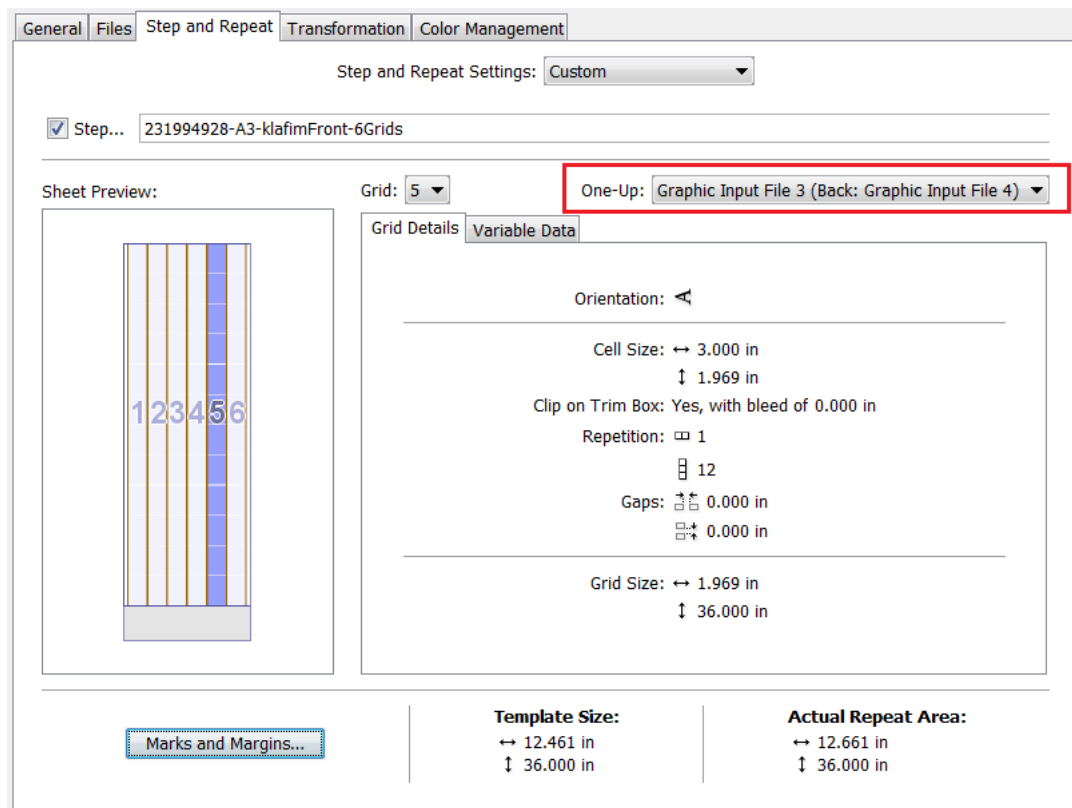 General Files Step and Repeat Transformation Color Management
Step and Repeat Settings: Custom
Step... 231994928-A3-klafimFront-6Grids
Sheet Preview: Grid: 5 One-Up: Graphic Input File 3 (Back: Graphic Input File 4)
Grid Details Variable Data
Orientation: A
Cell Size: ↔ 3.000 in
↕ 1.969 in
123456
Clip on Trim Box: Yes, with bleed of 0.000 in
Repetition: 1
12
Gaps: 0.000 in
0.000 in
Grid Size: ↔ 1.969 in
↕ 36.000 in
Marks and Margins...
Template Size:
↔ 12.461 in
↕ 36.000 in
Actual Repeat Area:
↔ 12.661 in
↕ 36.000 in